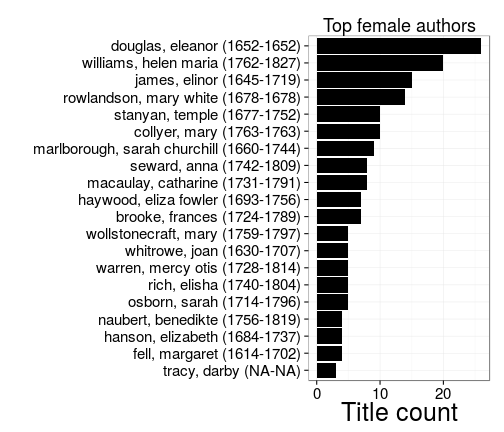 Top female authors
douglas, eleanor (1652-1652)
williams, helen maria (1762-1827)
james, elinor (1645-1719)
rowlandson, mary white (1678-1678)
stanyan, temple (1677-1752)
collyer, mary (1763-1763)
marlborough, sarah churchill (1660-1744)
seward, anna (1742-1809)
macaulay, catharine (1731-1791)
haywood, eliza fowler (1693-1756)
brooke, frances (1724-1789)
wollstonecraft, mary (1759-1797)
whitrowe, joan (1630-1707)
warren, mercy otis (1728-1814)
rich, elisha (1740-1804)
osborn, sarah (1714-1796)
naubert, benedikte (1756-1819)
hanson, elizabeth (1684-1737)
fell, margaret (1614-1702)
tracy, darby (NA-NA)
0 10 20
Title count